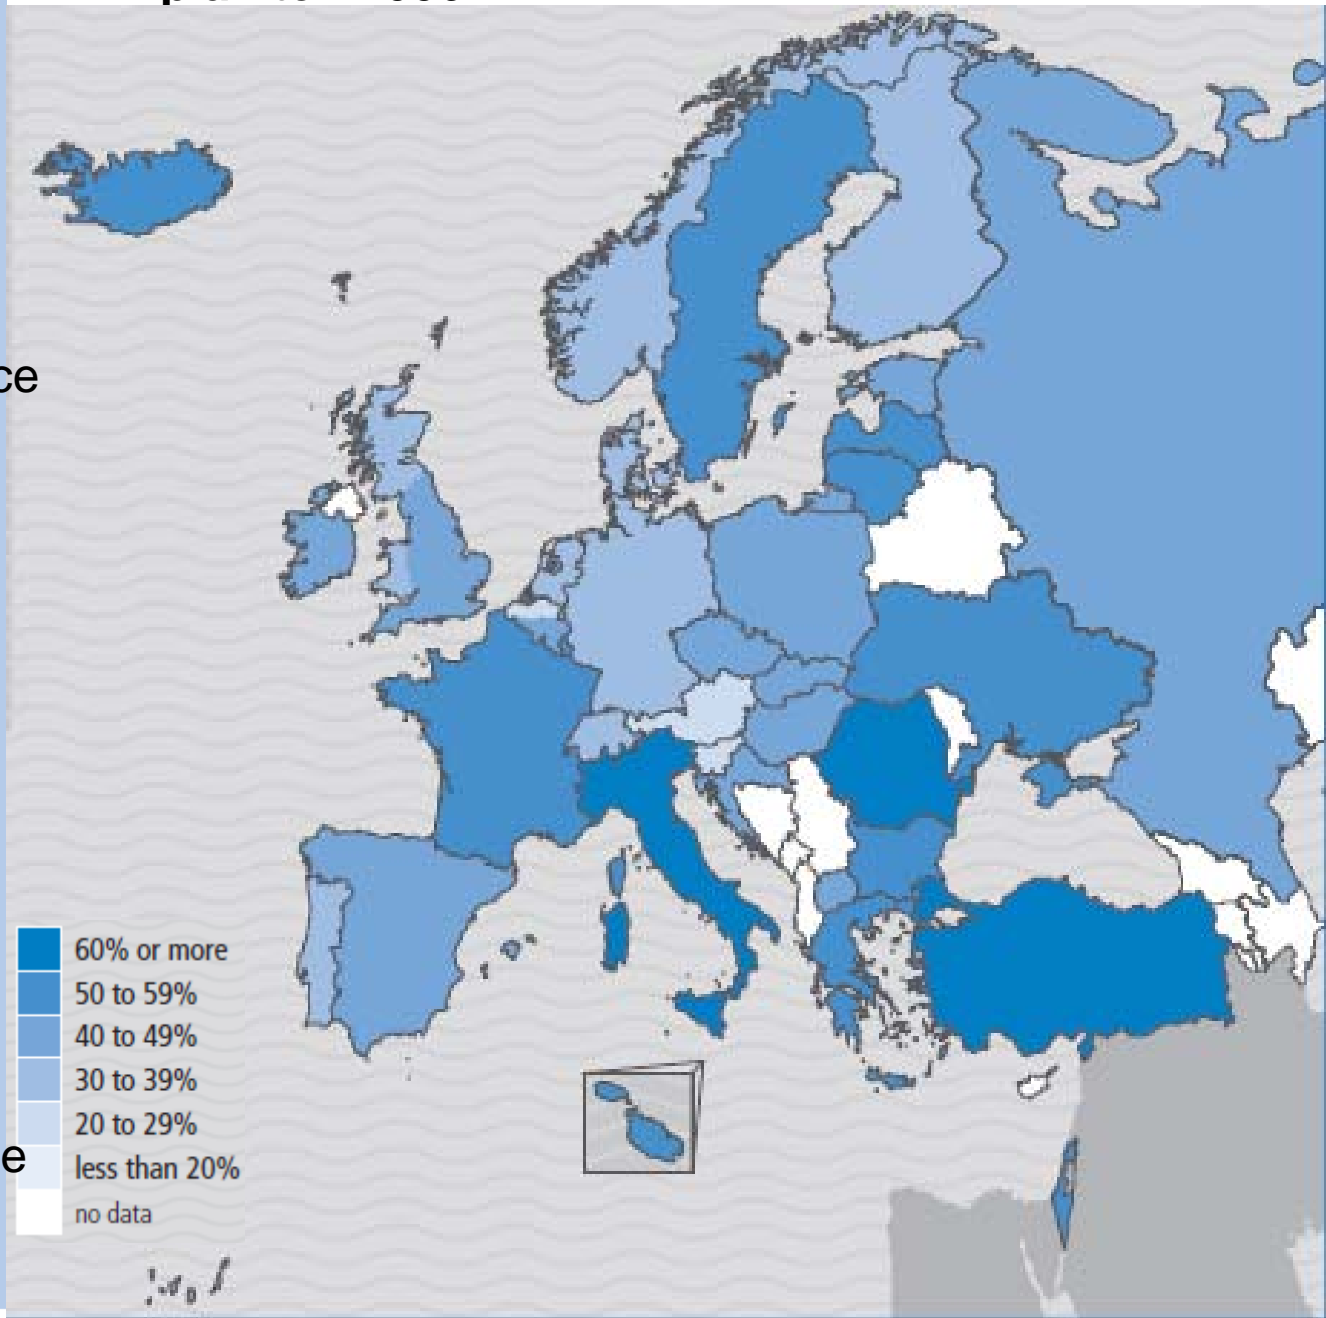 ce
60% or more
50 to 59%
40 to 49%
30 to 39%
20 to 29%
e
less than 20%
no data